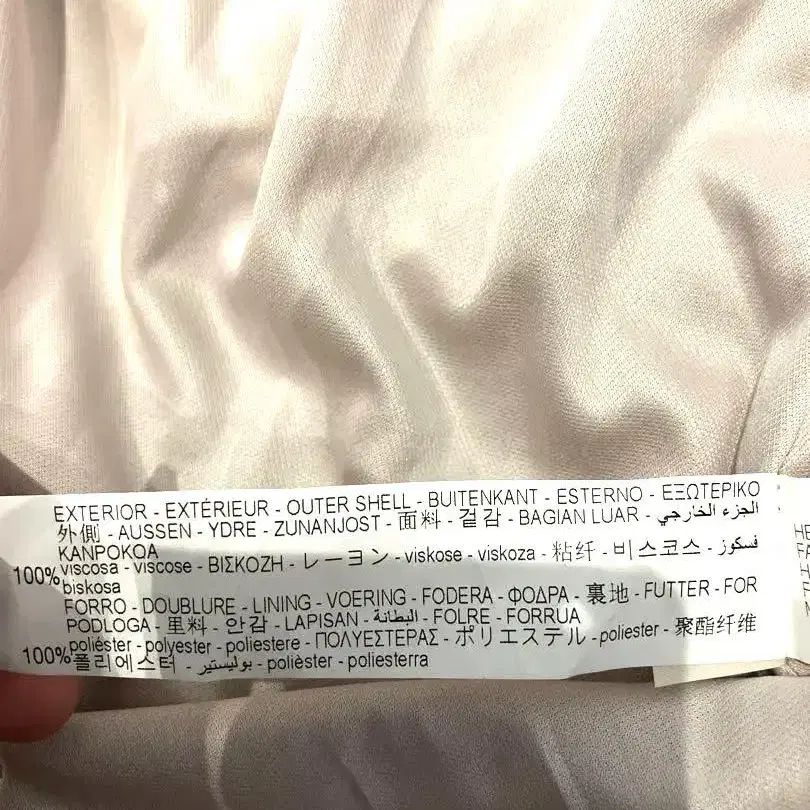 EXTERIOR - EXTÉRIEUR - OUTER SHELL - BUITENKANT - ESTERNO - ΕΞΩΤΕΡΙΚΟ
外側 - AUSSEN - YDRE - ZUNANJOST - 面料 - 겉감 - BAGIAN LUAR - الجزء الخارجي -
KANPOKOA
100% viscosa - viscose - ΒΙΣΚΟΖΗ - レーヨン - viskose - viskoza - 粘纤 - 비스코스 - فسكوز -
biskosa
FORRO - DOUBLURE - LINING - VOERING - FODERA - ΦΟΔΡΑ - 裏地 - FUTTER - FOR
PODLOGA - 里料 - 안감 - LAPISAN - البطانة - FOLRE - FORRUA
100% poliéster - polyester - poliestere - ΠΟΛΥΕΣΤΕΡΑΣ - ポリエステル - poliester - 聚酯纤维
폴리에스터 - بوليستير - polièster - poliesterra